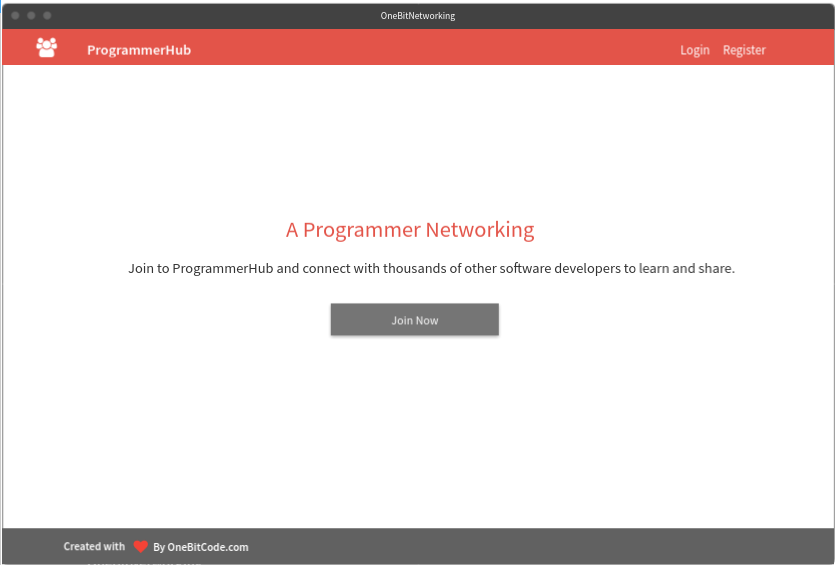 OneBitNetworking
ProgrammerHub
Login Register
A Programmer Networking
Join to ProgrammerHub and connect with thousands of other software developers to learn and share.
Join Now
Created with By OneBitCode.com